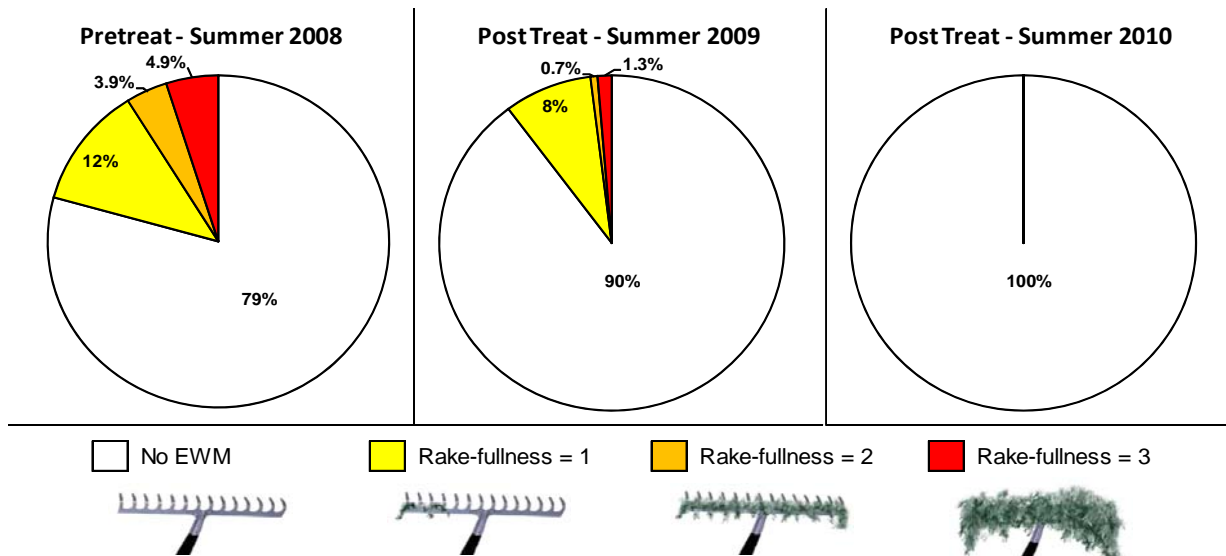 Pretreat - Summer 2008
4.9%
3.9%
12%
79%
Post Treat - Summer 2009
0.7%
1.3%
8%
90%
Post Treat - Summer 2010
100%
No EWM
Rake-fullness = 1
Rake-fullness = 2
Rake-fullness = 3